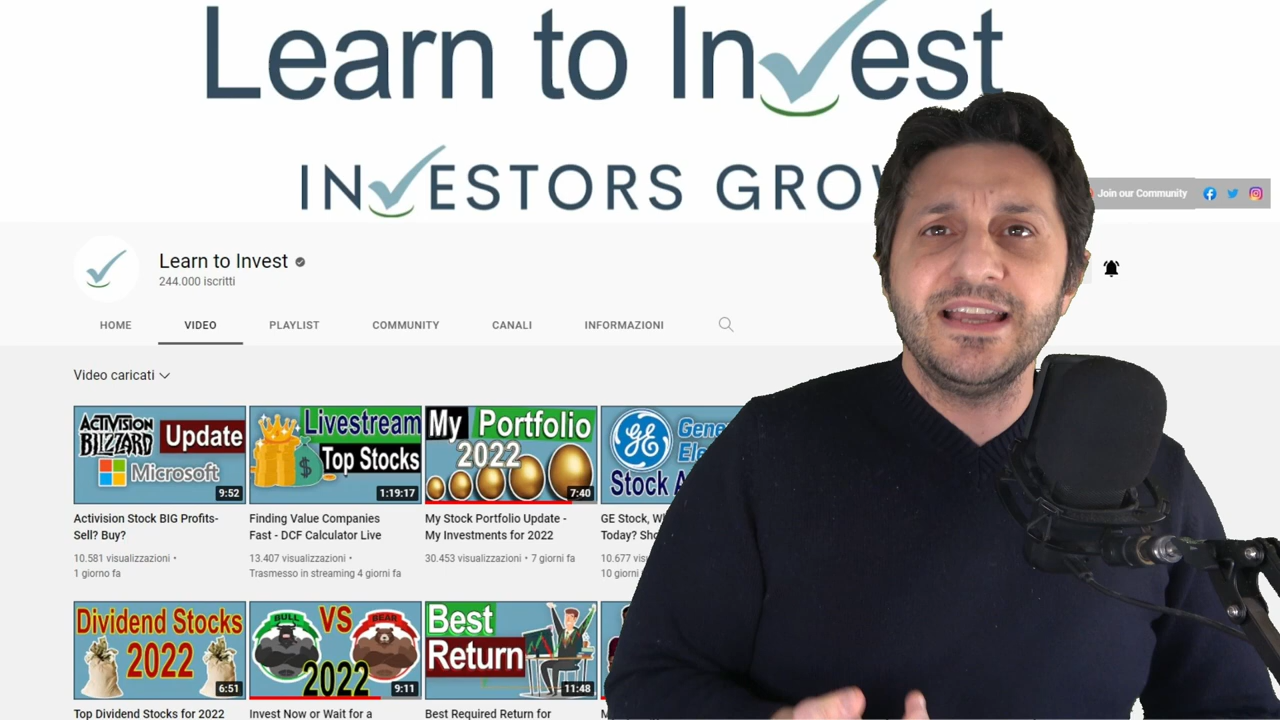 Learn to Invest
INVESTORS GROW
Join our Community
Learn to Invest
244.000 iscritti
HOME VIDEO PLAYLIST COMMUNITY CANALI INFORMAZIONI
Video caricati
ACTIVISION BLIZZARD
Update
Microsoft
9:52
Livestream
Top Stocks
1:19:17
My Portfolio
2022
7:40
GE
Gene
Ele
Stock A
Activision Stock BIG Profits-
Sell? Buy?
10.581 visualizzazioni •
1 giorno fa
Finding Value Companies
Fast - DCF Calculator Live
13.407 visualizzazioni •
Trasmesso in streaming 4 giorni fa
My Stock Portfolio Update -
My Investments for 2022
30.453 visualizzazioni • 7 giorni fa
GE Stock, W
Today? Sho
10.677 visu
10 giorni
Dividend Stocks
2022
6:51
BULL VS BEAR
2022
9:11
Best
Return
11:48
Top Dividend Stocks for 2022
Invest Now or Wait for a
Best Required Return for